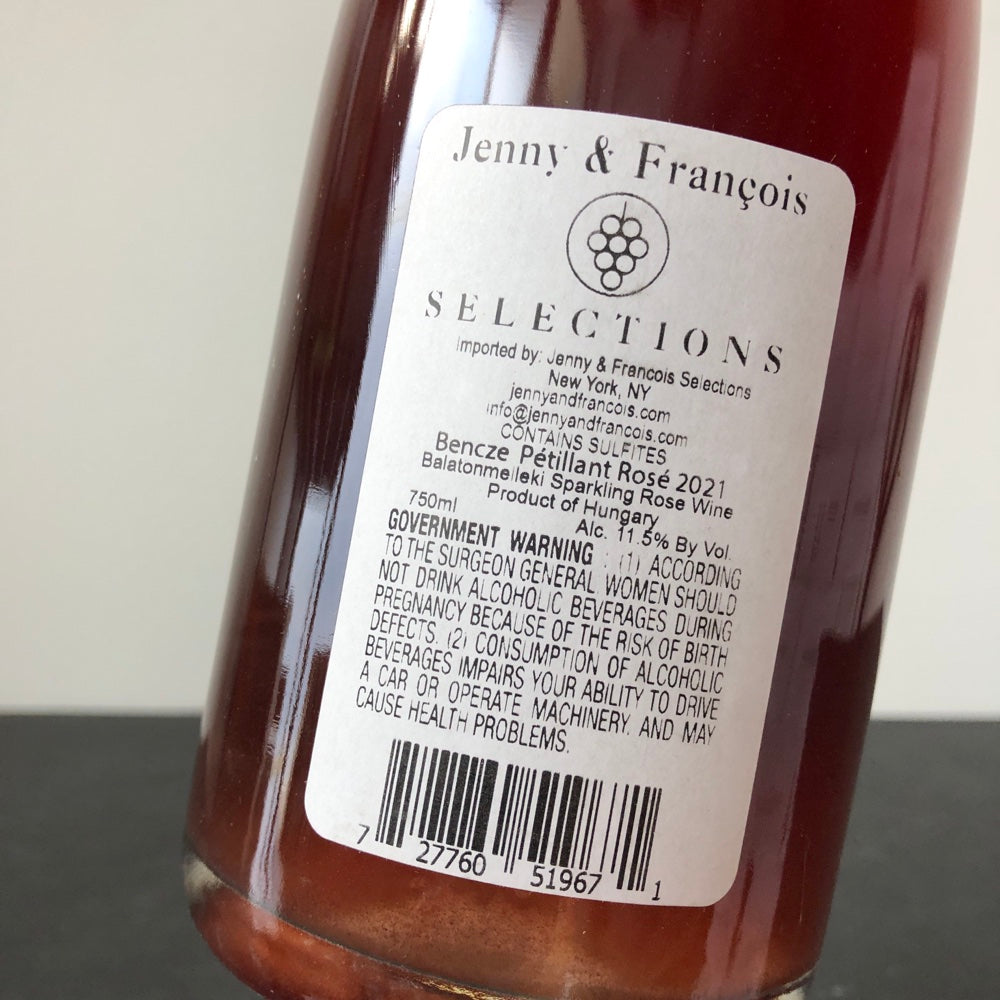 Jenny & François
SELECTIONS
Imported by: Jenny & Francois Selections
New York, NY
jennyandfrancois.com
info@jennyandfrancois.com
CONTAINS SULFITES
Bencze Pétillant Rosé 2021
Balatonmelleki Sparkling Rose Wine
Product of Hungary
750ml Alc. 11.5% By Vol.
GOVERNMENT WARNING : (1) ACCORDING
TO THE SURGEON GENERAL WOMEN SHOULD
NOT DRINK ALCOHOLIC BEVERAGES DURING
PREGNANCY BECAUSE OF THE RISK OF BIRTH
DEFECTS. (2) CONSUMPTION OF ALCOHOLIC
BEVERAGES IMPAIRS YOUR ABILITY TO DRIVE
A CAR OR OPERATE MACHINERY, AND MAY
CAUSE HEALTH PROBLEMS.
7 27760 51967 1